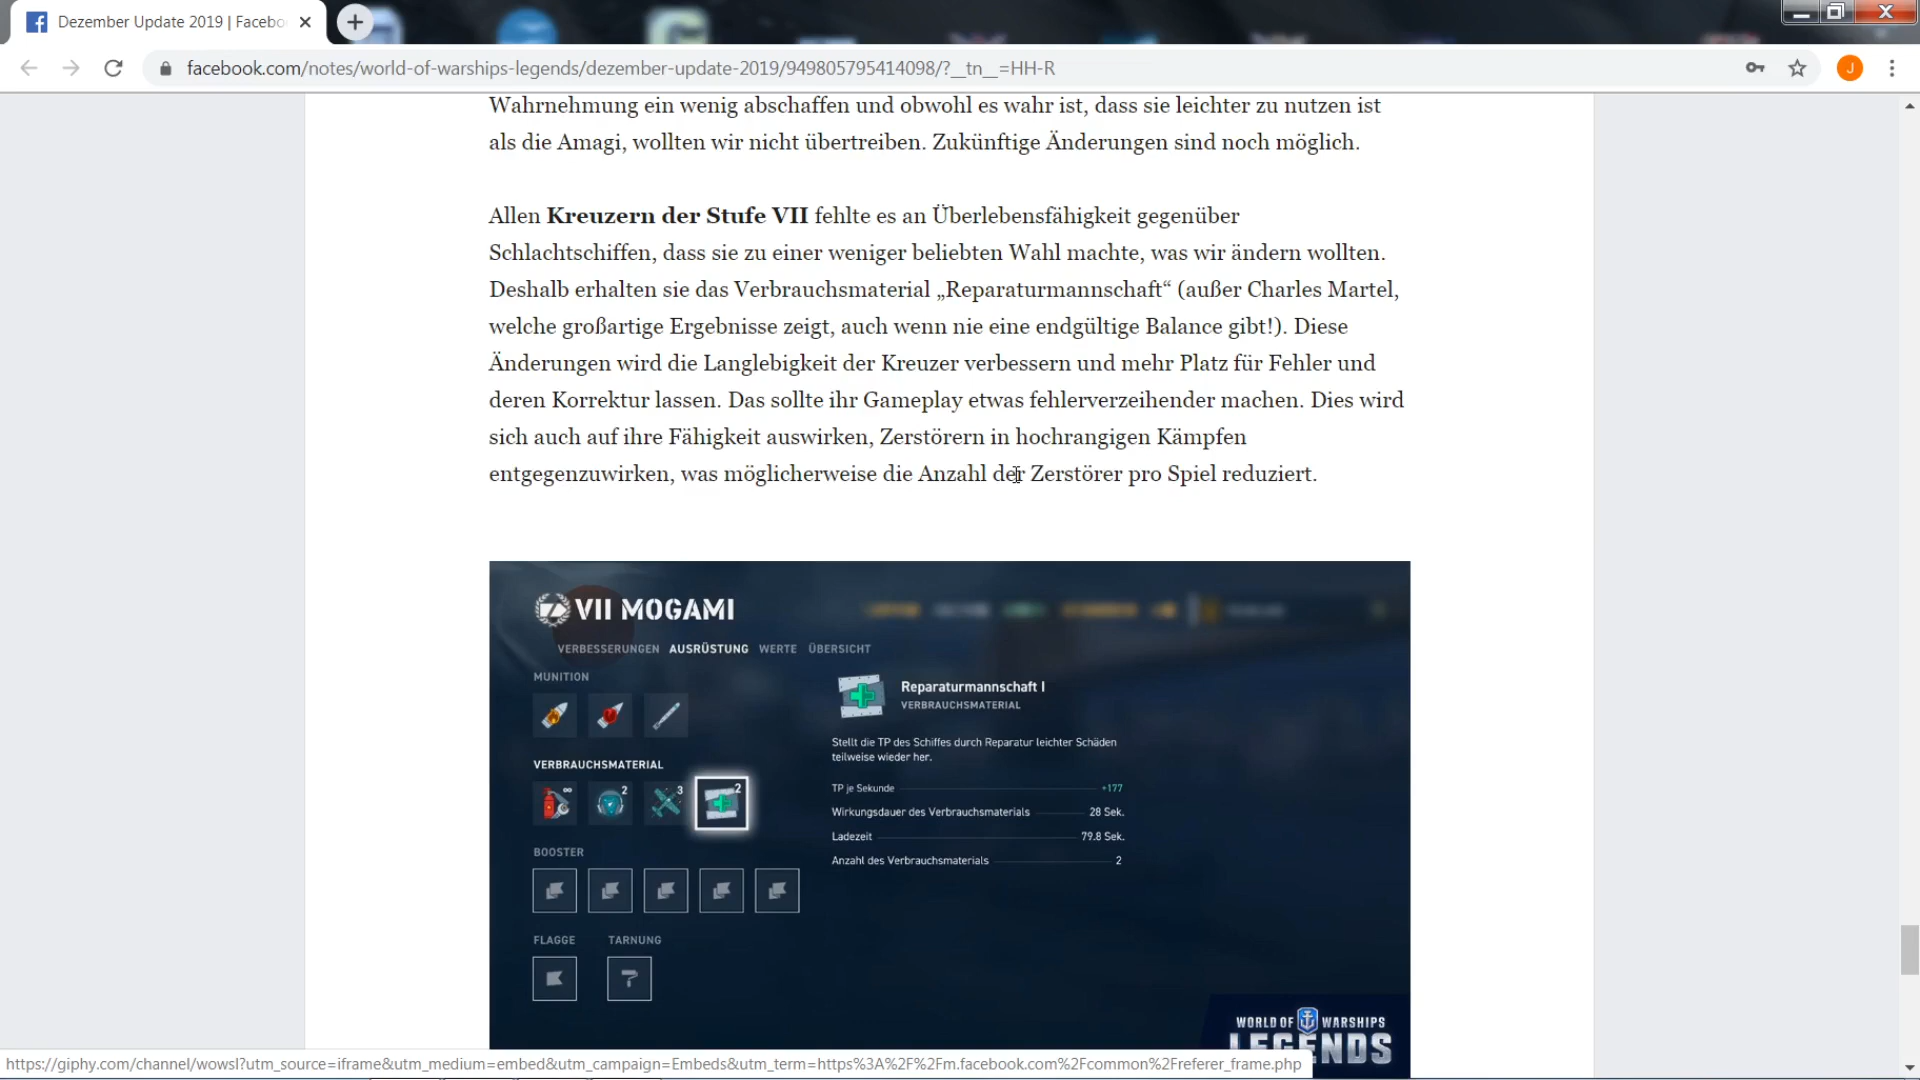 Dezember Update 2019 | Facebo
facebook.com/notes/world-of-warships-legends/dezember-update-2019/949805795414098/?__tn__=HH-R
J
Wahrnehmung ein wenig abschaffen und obwohl es wahr ist, dass sie leichter zu nutzen ist
als die Amagi, wollten wir nicht übertreiben. Zukünftige Änderungen sind noch möglich.
Allen Kreuzern der Stufe VII fehlte es an Überlebensfähigkeit gegenüber
Schlachtschiffen, dass sie zu einer weniger beliebten Wahl machte, was wir ändern wollten.
Deshalb erhalten sie das Verbrauchsmaterial „Reparaturmannschaft“ (außer Charles Martel,
welche großartige Ergebnisse zeigt, auch wenn nie eine endgültige Balance gibt!). Diese
Änderungen wird die Langlebigkeit der Kreuzer verbessern und mehr Platz für Fehler und
deren Korrektur lassen. Das sollte ihr Gameplay etwas fehlerverzeihender machen. Dies wird
sich auch auf ihre Fähigkeit auswirken, Zerstörern in hochrangigen Kämpfen
entgegenzuwirken, was möglicherweise die Anzahl der Zerstörer pro Spiel reduziert.
VII MOGAMI
VERBESSERUNGEN AUSRÜSTUNG WERTE ÜBERSICHT
MUNITION
Reparaturmannschaft I
VERBRAUCHSMATERIAL
Stellt die TP des Schiffes durch Reparatur leichter Schäden
teilweise wieder her.
VERBRAUCHSMATERIAL
∞ 2 3 2
TP je Sekunde +177
Wirkungsdauer des Verbrauchsmaterials 28 Sek.
Ladezeit 79.8 Sek.
Anzahl des Verbrauchsmaterials 2
BOOSTER
FLAGGE TARNUNG
WORLD OF WARSHIPS
LEGENDS
https://giphy.com/channel/wowsl?utm_source=iframe&utm_medium=embed&utm_campaign=Embeds&utm_term=https%3A%2F%2Fm.facebook.com%2Fcommon%2Freferer_frame.php